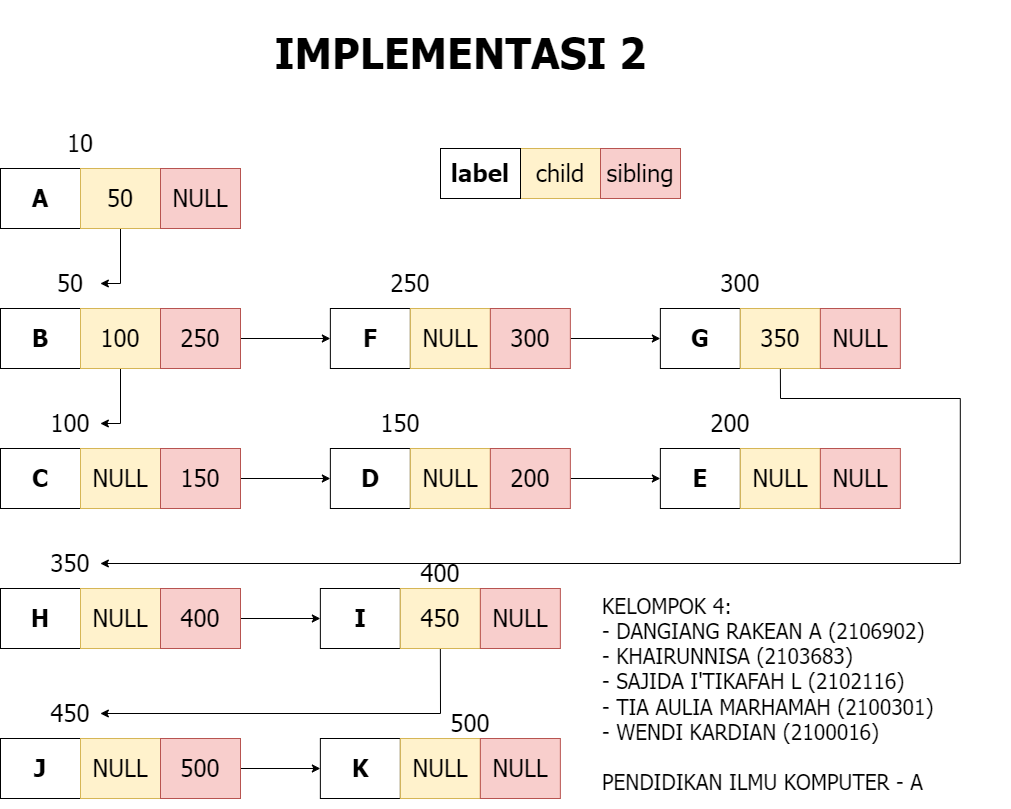 IMPLEMENTASI 2
10
label child sibling
A 50 NULL
50 250 300
B 100 250 F NULL 300 G 350 NULL
100 150 200
C NULL 150 D NULL 200 E NULL NULL
350 400
H NULL 400 I 450 NULL
KELOMPOK 4:
- DANGIANG RAKEAN A (2106902)
- KHAIRUNNISA (2103683)
- SAJIDA I'TIKAFAH L (2102116)
- TIA AULIA MARHAMAH (2100301)
- WENDI KARDIAN (2100016)
450 500
J NULL 500 K NULL NULL
PENDIDIKAN ILMU KOMPUTER - A